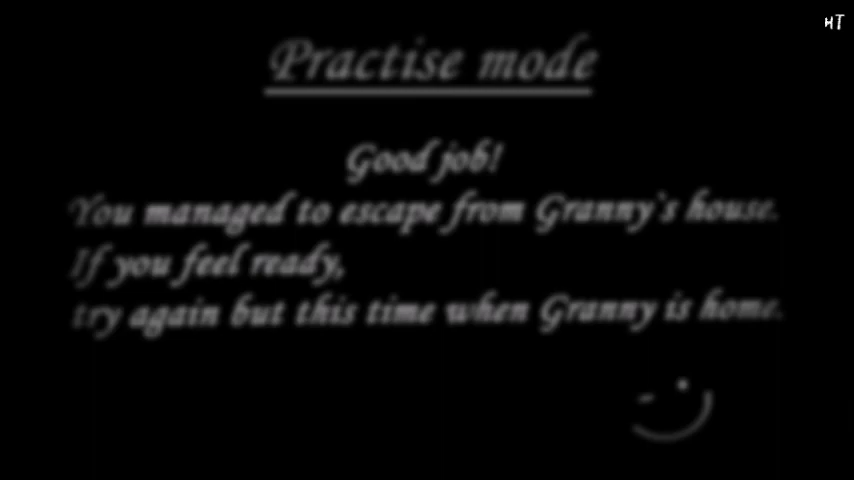 HT
Practise mode
Good job!
You managed to escape from Granny`s house.
If you feel ready,
try again but this time when Granny is home.